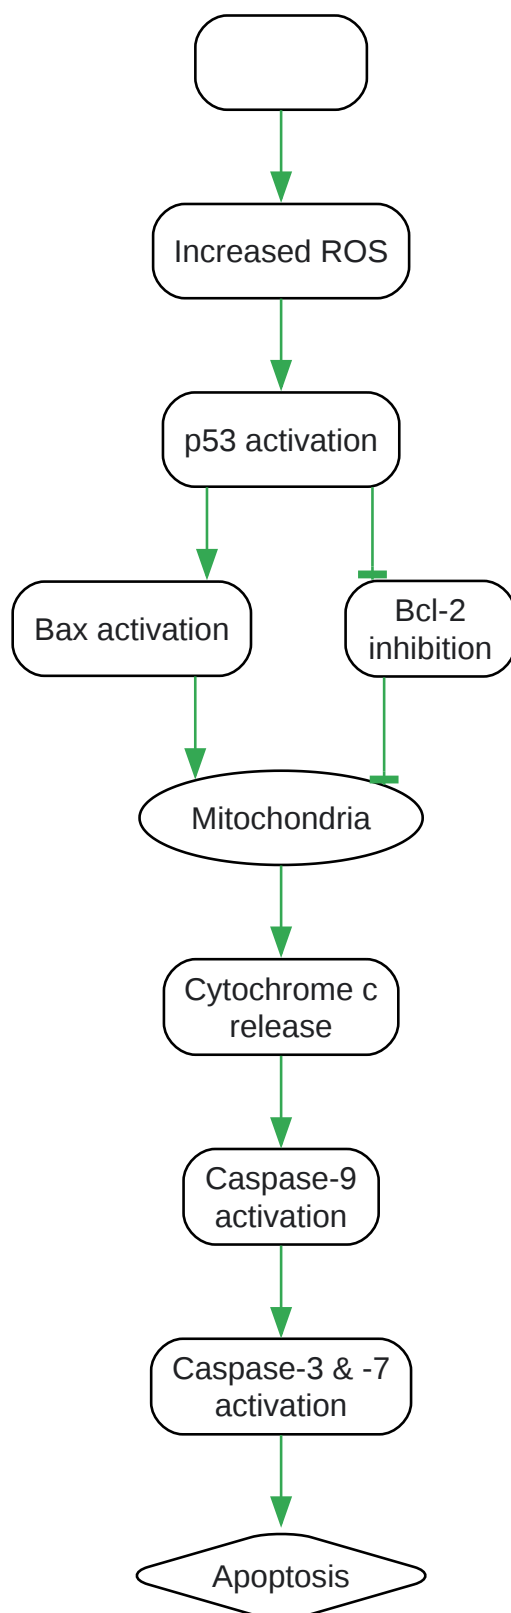 Increased ROS
p53 activation
Bax activation
Bcl-2
inhibition
Mitochondria
Cytochrome c
release
Caspase-9
activation
Caspase-3 & -7
activation
Apoptosis